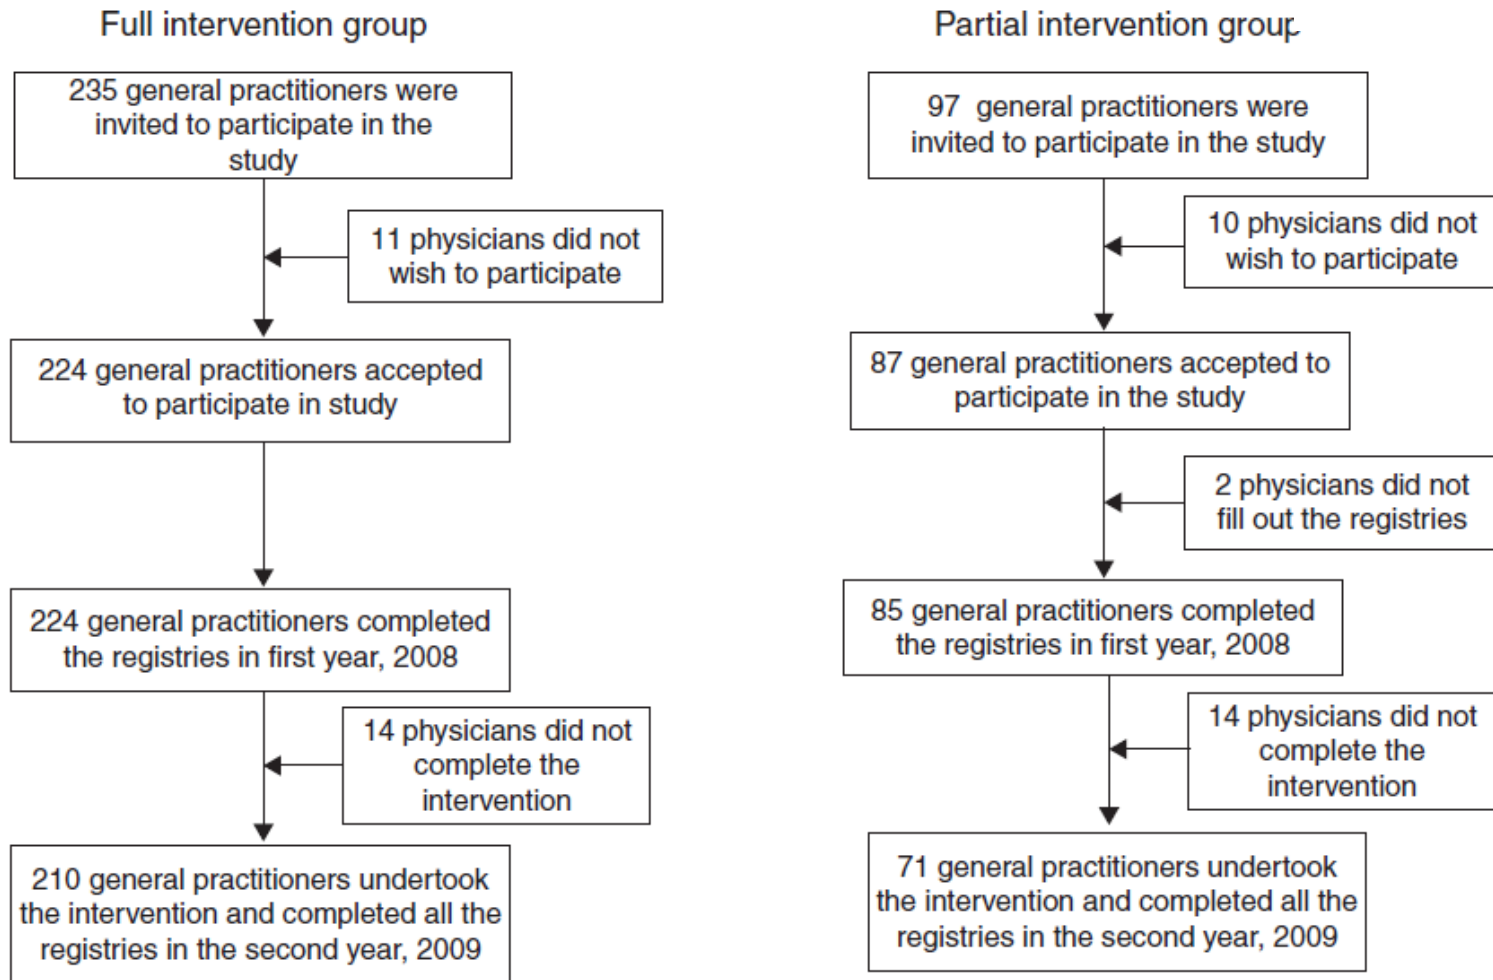 Full intervention group
235 general practitioners were
invited to participate in the
study
11 physicians did not
wish to participate
224 general practitioners accepted
to participate in study
224 general practitioners completed
the registries in first year, 2008
14 physicians did not
complete the
intervention
210 general practitioners undertook
the intervention and completed all the
registries in the second year, 2009
Partial intervention group
97 general practitioners were
invited to participate in the study
10 physicians did not
wish to participate
87 general practitioners accepted to
participate in the study
2 physicians did not
fill out the registries
85 general practitioners completed
the registries in first year, 2008
14 physicians did not
complete the
intervention
71 general practitioners undertook
the intervention and completed all the
registries in the second year, 2009